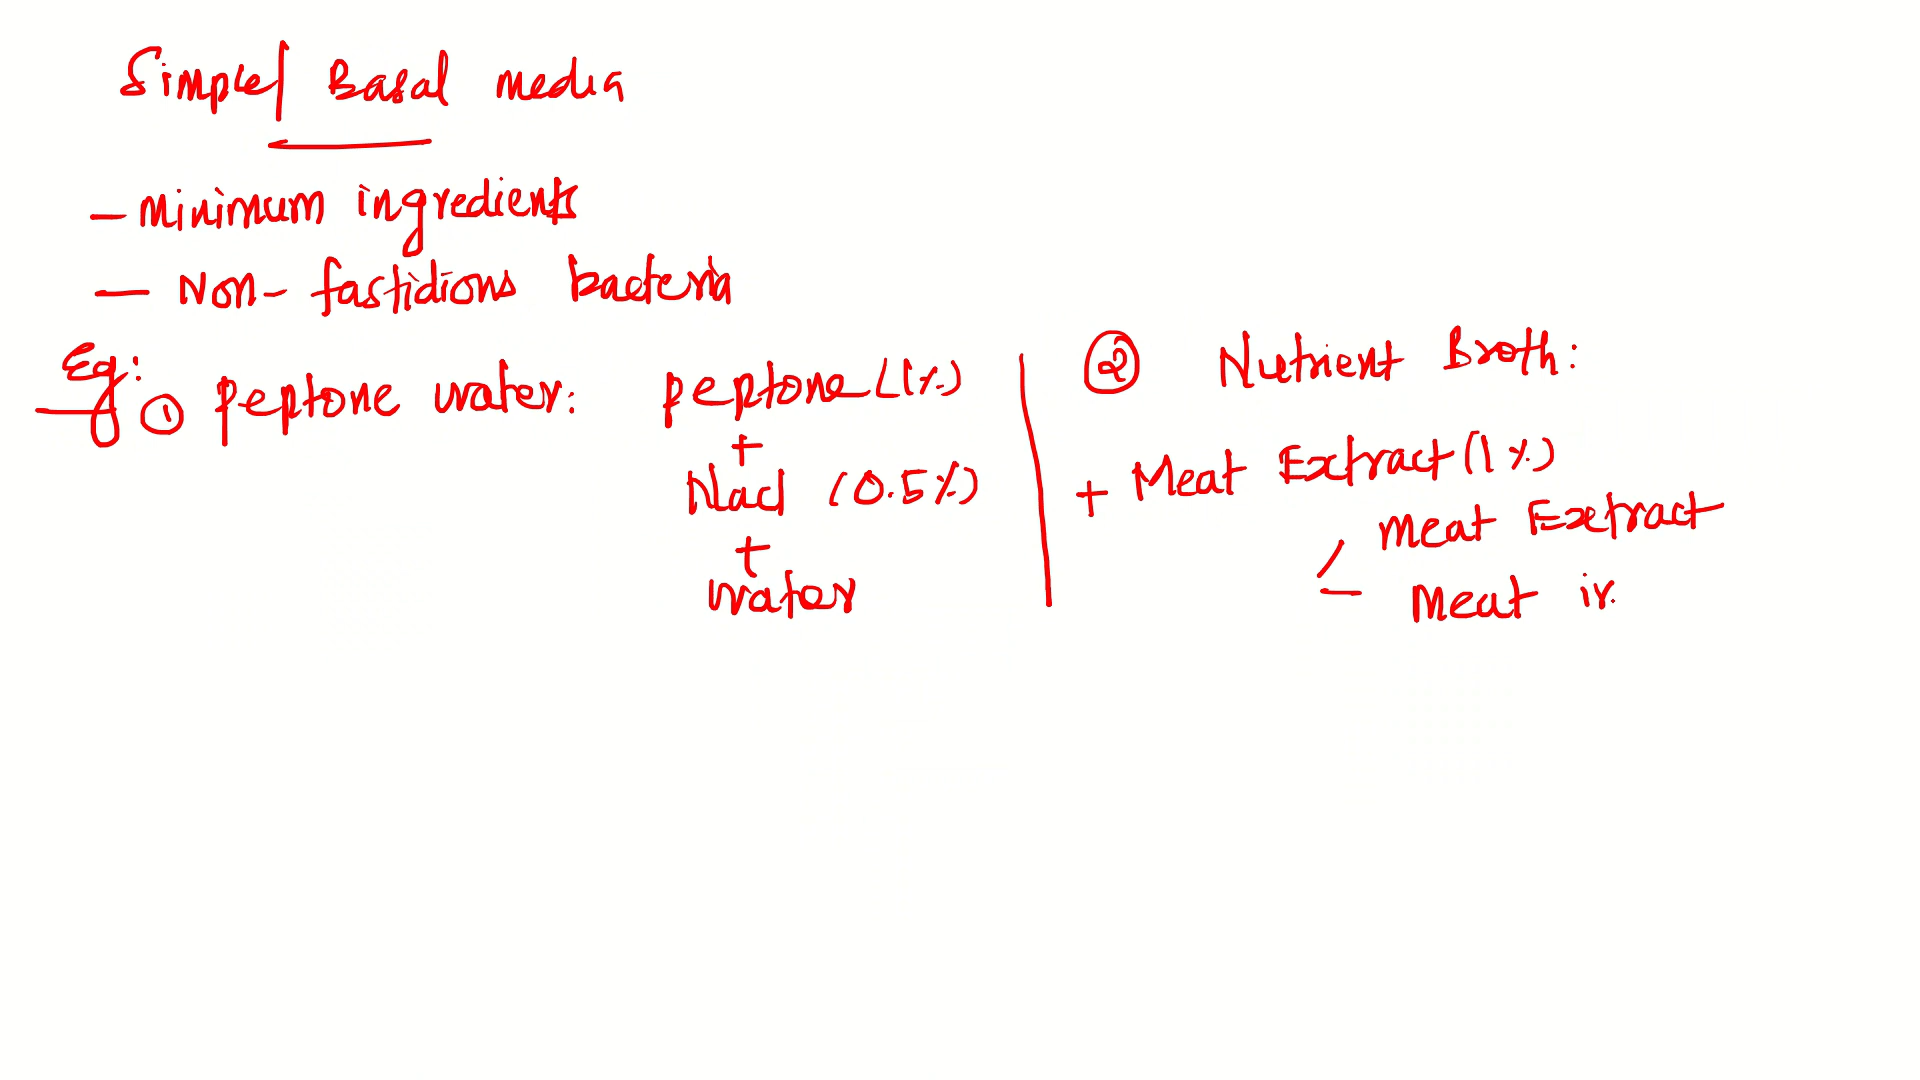 Simple/ Basal media
- Minimum ingredients
- Non-fastidious bacteria
Eg:
① Peptone water: peptone (1%)
+
Nacl (0.5%)
+
water
② Nutrient Broth:
+ Meat Extract (1%)
Meat Extract
Meat